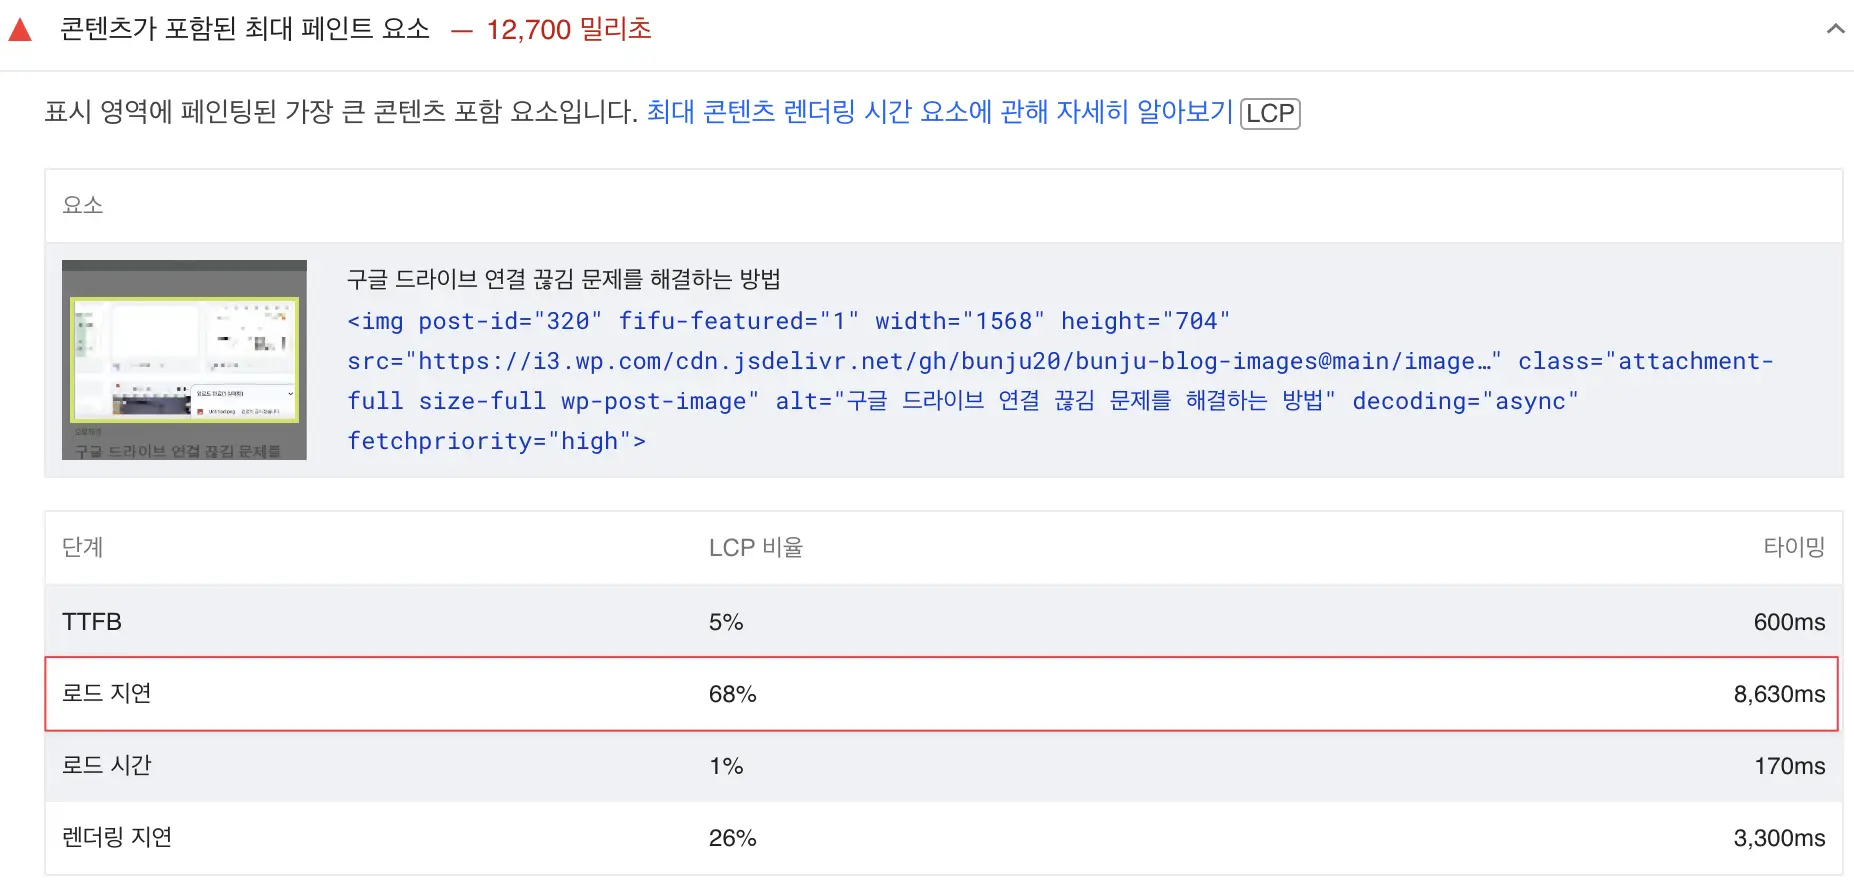 콘텐츠가 포함된 최대 페인트 요소 — 12,700 밀리초
표시 영역에 페인팅된 가장 큰 콘텐츠 포함 요소입니다. 최대 콘텐츠 렌더링 시간 요소에 관해 자세히 알아보기 LCP
요소
구글 드라이브 연결 끊김 문제를
구글 드라이브 연결 끊김 문제를 해결하는 방법
<img post-id="320" fifu-featured="1" width="1568" height="704"
src="https://i3.wp.com/cdn.jsdelivr.net/gh/bunju20/bunju-blog-images@main/image…" class="attachment-
full size-full wp-post-image" alt="구글 드라이브 연결 끊김 문제를 해결하는 방법" decoding="async"
fetchpriority="high">
단계 LCP 비율 타이밍
TTFB 5% 600ms
로드 지연 68% 8,630ms
로드 시간 1% 170ms
렌더링 지연 26% 3,300ms